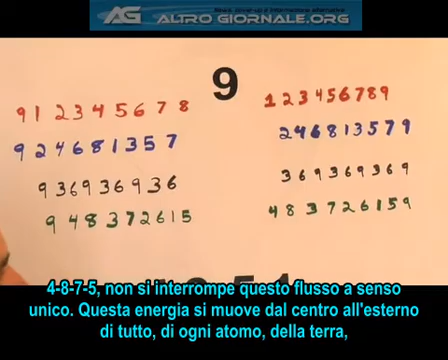 AG ALTRO GIORNALE.ORG
9
9 1 2 3 4 5 6 7 8
9 2 4 6 8 1 3 5 7
9 3 6 9 3 6 9 3 6
9 4 8 3 7 2 6 1 5
1 2 3 4 5 6 7 8 9
2 4 6 8 1 3 5 7 9
3 6 9 3 6 9 3 6 9
4 8 3 7 2 6 1 5 9
4-8-7-5, non si interrompe questo flusso a senso
unico. Questa energia si muove dal centro all'esterno
di tutto, di ogni atomo, della terra,